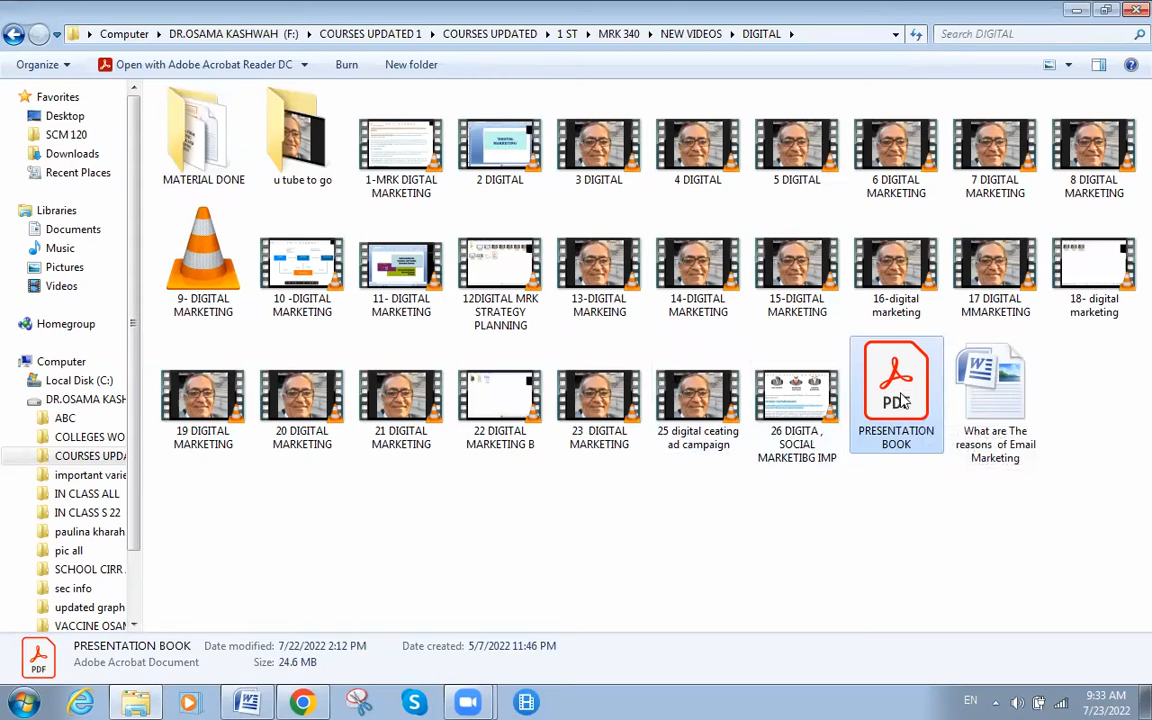 Computer DR.OSAMA KASHWAH (F:) COURSES UPDATED 1 COURSES UPDATED 1 ST MRK 340 NEW VIDEOS DIGITAL
Search DIGITAL
Organize Open with Adobe Acrobat Reader DC Burn New folder
Favorites
Desktop
SCM 120
Downloads
Recent Places
Libraries
Documents
Music
Pictures
Videos
Homegroup
Computer
Local Disk (C:)
DR.OSAMA KASH
ABC
COLLEGES WO
COURSES UPDA
important varie
IN CLASS ALL
IN CLASS S 22
paulina kharah
pic all
SCHOOL CIRR
sec info
updated graph
VACCINE OSAM
MATERIAL DONE
u tube to go
1-MRK DIGITAL
MARKETING
2 DIGITAL
3 DIGITAL
4 DIGITAL
5 DIGITAL
6 DIGITAL
MARKETING
7 DIGITAL
MARKETING
8 DIGITAL
MARKETING
9- DIGITAL
MARKETING
10 -DIGITAL
MARKETING
11- DIGITAL
MARKETING
12DIGITAL MRK
STRATEGY
PLANNING
13-DIGITAL
MARKEING
14-DIGITAL
MARKETING
15-DIGITAL
MARKETING
16-digital
marketing
17 DIGITAL
MMARKETING
18- digital
marketing
19 DIGITAL
MARKETING
20 DIGITAL
MARKETING
21 DIGITAL
MARKETING
22 DIGITAL
MARKETING B
23 DIGITAL
MARKETING
25 digital ceating
ad campaign
26 DIGITA ,
SOCIAL
MARKETIBG IMP
PDF
PRESENTATION
BOOK
What are The
reasons of Email
Marketing
PDF
PRESENTATION BOOK Date modified: 7/22/2022 2:12 PM Date created: 5/7/2022 11:46 PM
Adobe Acrobat Document Size: 24.6 MB
EN
9:33 AM
7/23/2022